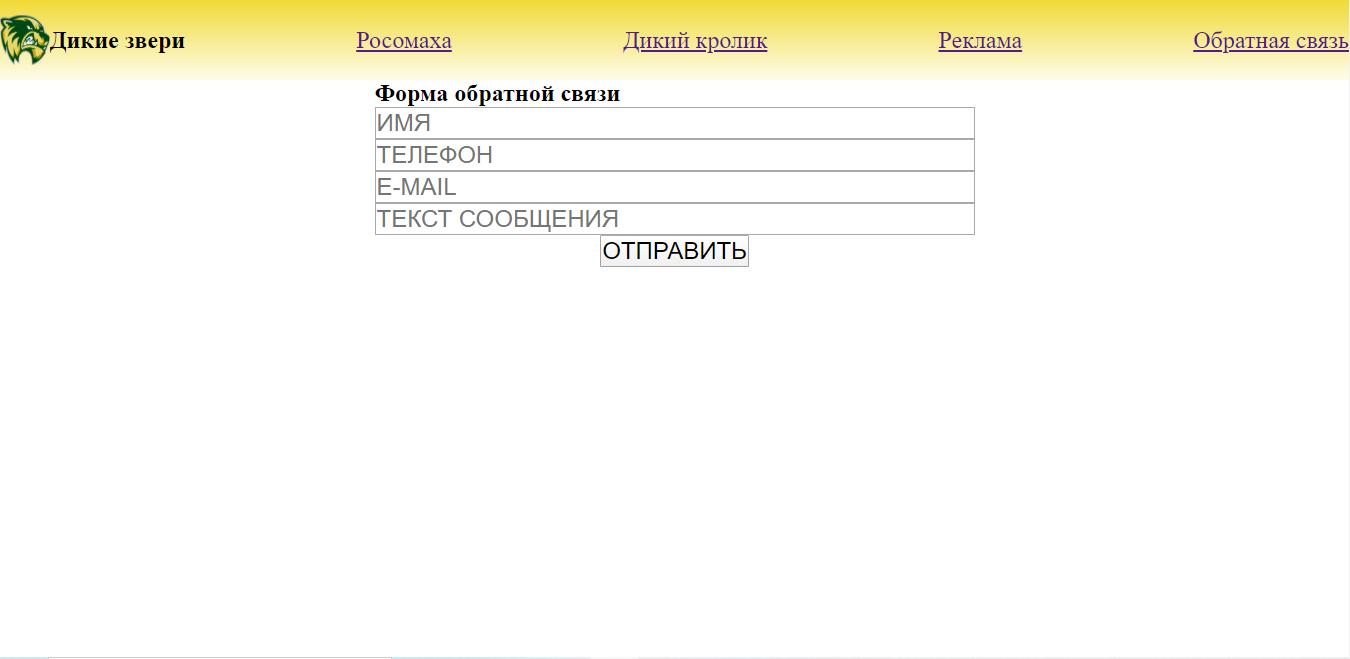 Дикие звери Росомаха Дикий кролик Реклама Обратная связь
Форма обратной связи
ИМЯ
ТЕЛЕФОН
E-MAIL
ТЕКСТ СООБЩЕНИЯ
ОТПРАВИТЬ